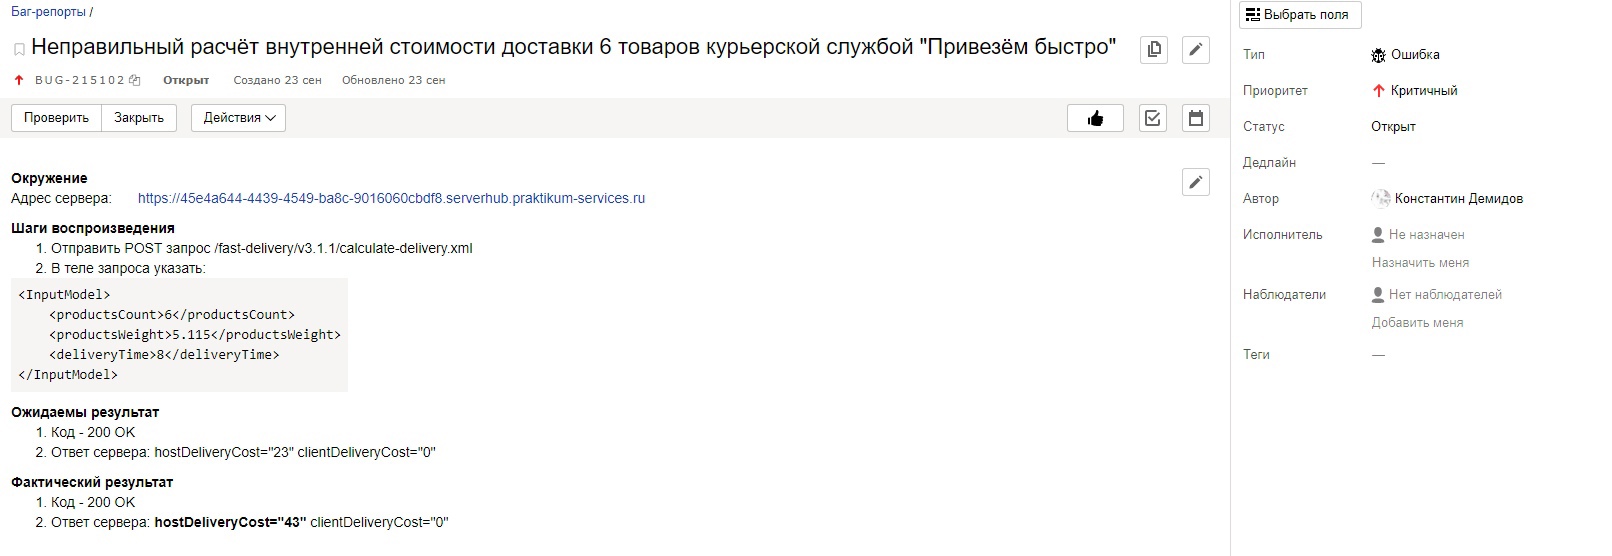 Баг-репорты /
Неправильный расчёт внутренней стоимости доставки 6 товаров курьерской службой "Привезём быстро"
BUG-215102 Открыт Создано 23 сен Обновлено 23 сен
Проверить Закрыть Действия
Окружение
Адрес сервера: https://45e4a644-4439-4549-ba8c-9016060cbdf8.serverhub.praktikum-services.ru
Шаги воспроизведения
1. Отправить POST запрос /fast-delivery/v3.1.1/calculate-delivery.xml
2. В теле запроса указать:
<InputModel>
    <productsCount>6</productsCount>
    <productsWeight>5.115</productsWeight>
    <deliveryTime>8</deliveryTime>
</InputModel>
Ожидаемы результат
1. Код - 200 OK
2. Ответ сервера: hostDeliveryCost="23" clientDeliveryCost="0"
Фактический результат
1. Код - 200 OK
2. Ответ сервера: hostDeliveryCost="43" clientDeliveryCost="0"
Выбрать поля
Тип Ошибка
Приоритет Критичный
Статус Открыт
Дедлайн —
Автор Константин Демидов
Исполнитель Не назначен
Назначить меня
Наблюдатели Нет наблюдателей
Добавить меня
Теги —